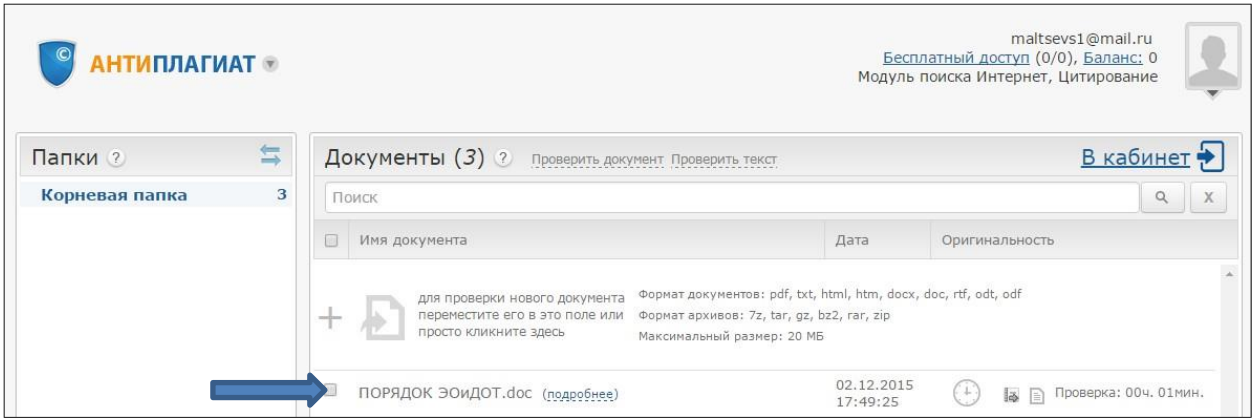 maltsevs1@mail.ru
© АНТИПЛАГИАТ
Бесплатный доступ (0/0), Баланс: 0
Модуль поиска Интернет, Цитирование
Папки ?
Документы (3) ? Проверить документ Проверить текст
В кабинет
Корневая папка 3
Поиск
X
Имя документа
Дата
Оригинальность
для проверки нового документа
переместите его в это поле или
просто кликните здесь
Формат документов: pdf, txt, html, htm, docx, doc, rtf, odt, odf
Формат архивов: 7z, tar, gz, bz2, rar, zip
Максимальный размер: 20 МБ
ПОРЯДОК ЭОиДОТ.doc (подробнее)
02.12.2015
17:49:25
Проверка: 00ч. 01мин.